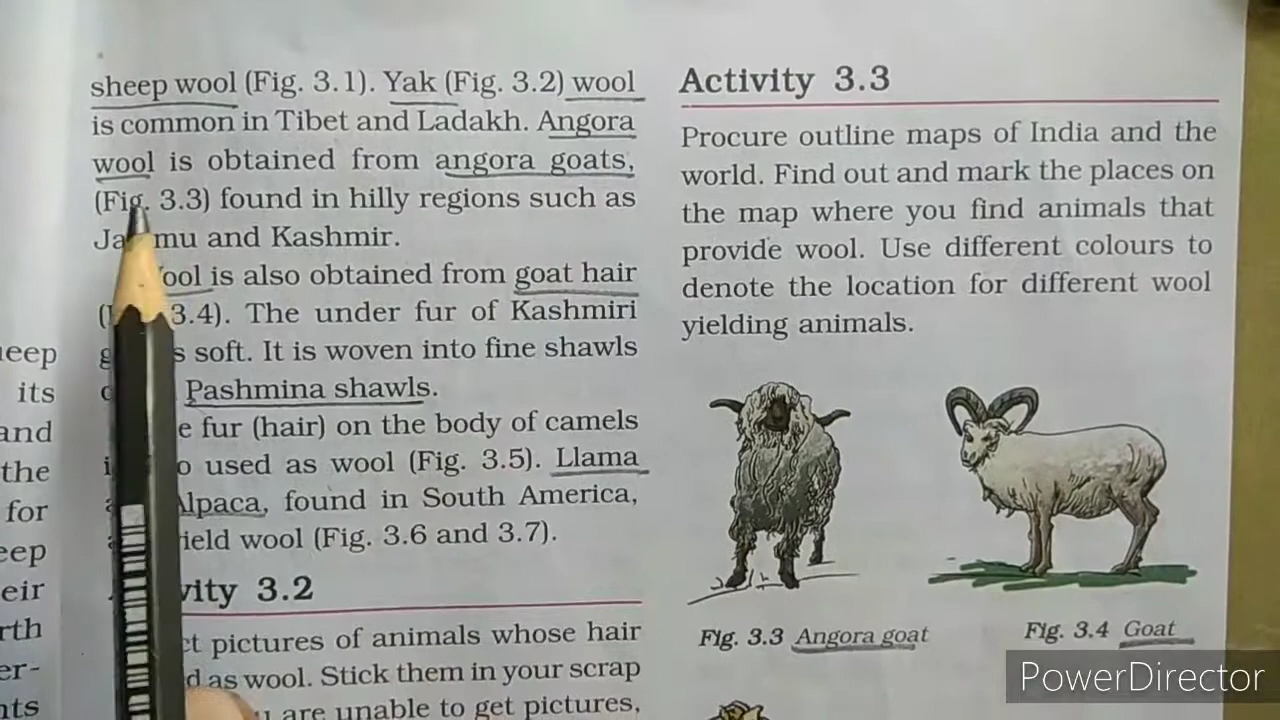 sheep wool (Fig. 3.1). Yak (Fig. 3.2) wool
is common in Tibet and Ladakh. Angora
wool is obtained from angora goats,
(Fig. 3.3) found in hilly regions such as
Jammu and Kashmir.
ool is also obtained from goat hair
3.4). The under fur of Kashmiri
s soft. It is woven into fine shawls
Pashmina shawls.
e fur (hair) on the body of camels
o used as wool (Fig. 3.5). Llama
Alpaca, found in South America,
ield wool (Fig. 3.6 and 3.7).
vity 3.2
ct pictures of animals whose hair
d as wool. Stick them in your scrap
u are unable to get pictures,
eep
its
and
the
for
eep
eir
rth
er-
nts
Activity 3.3
Procure outline maps of India and the
world. Find out and mark the places on
the map where you find animals that
provide wool. Use different colours to
denote the location for different wool
yielding animals.
Fig. 3.3 Angora goat
Fig. 3.4 Goat
PowerDirector